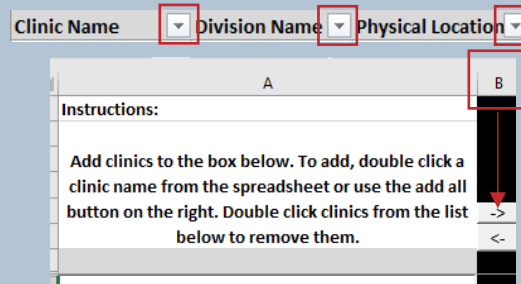 Clinic Name Division Name Physical Location
A B
Instructions:
Add clinics to the box below. To add, double click a
clinic name from the spreadsheet or use the add all
button on the right. Double click clinics from the list
below to remove them.
->
<-